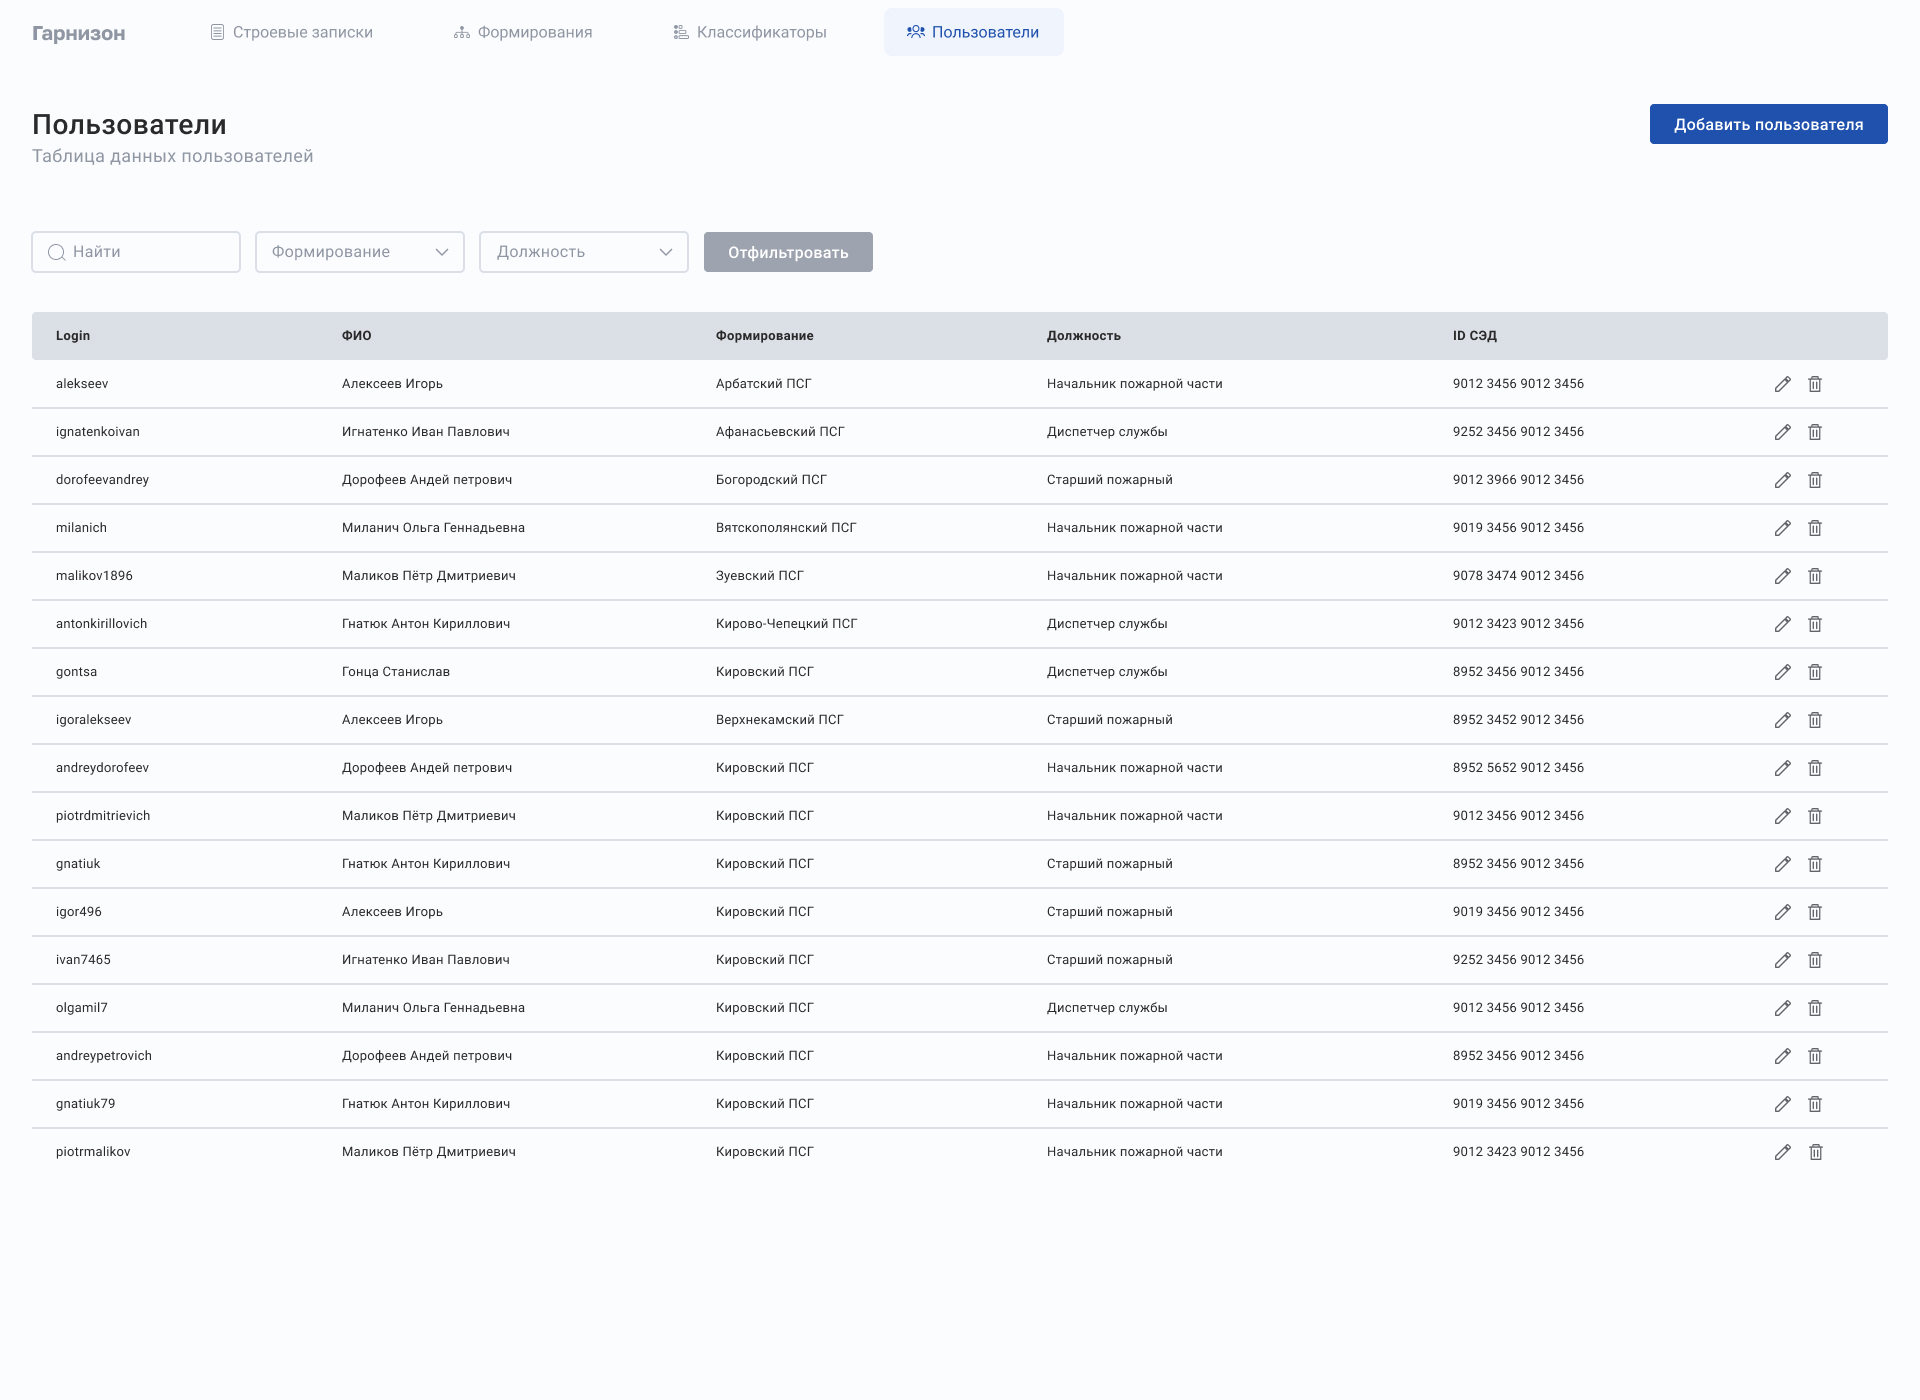 Гарнизон Строевые записки Формирования Классификаторы Пользователи
Пользователи
Добавить пользователя
Таблица данных пользователей
Найти Формирование Должность Отфильтровать
Login ФИО Формирование Должность ID СЭД
alekseev Алексеев Игорь Арбатский ПСГ Начальник пожарной части 9012 3456 9012 3456
ignatenkoivan Игнатенко Иван Павлович Афанасьевский ПСГ Диспетчер службы 9252 3456 9012 3456
dorofeevandrey Дорофеев Андей петрович Богородский ПСГ Старший пожарный 9012 3966 9012 3456
milanich Миланич Ольга Геннадьевна Вятскополянский ПСГ Начальник пожарной части 9019 3456 9012 3456
malikov1896 Маликов Пётр Дмитриевич Зуевский ПСГ Начальник пожарной части 9078 3474 9012 3456
antonkirillovich Гнатюк Антон Кириллович Кирово-Чепецкий ПСГ Диспетчер службы 9012 3423 9012 3456
gontsa Гонца Станислав Кировский ПСГ Диспетчер службы 8952 3456 9012 3456
igoralekseev Алексеев Игорь Верхнекамский ПСГ Старший пожарный 8952 3452 9012 3456
andreydorofeev Дорофеев Андей петрович Кировский ПСГ Начальник пожарной части 8952 5652 9012 3456
piotrdmitrievich Маликов Пётр Дмитриевич Кировский ПСГ Начальник пожарной части 9012 3456 9012 3456
gnatiuk Гнатюк Антон Кириллович Кировский ПСГ Старший пожарный 8952 3456 9012 3456
igor496 Алексеев Игорь Кировский ПСГ Старший пожарный 9019 3456 9012 3456
ivan7465 Игнатенко Иван Павлович Кировский ПСГ Старший пожарный 9252 3456 9012 3456
olgamil7 Миланич Ольга Геннадьевна Кировский ПСГ Диспетчер службы 9012 3456 9012 3456
andreypetrovich Дорофеев Андей петрович Кировский ПСГ Начальник пожарной части 8952 3456 9012 3456
gnatiuk79 Гнатюк Антон Кириллович Кировский ПСГ Начальник пожарной части 9019 3456 9012 3456
piotrmalikov Маликов Пётр Дмитриевич Кировский ПСГ Начальник пожарной части 9012 3423 9012 3456